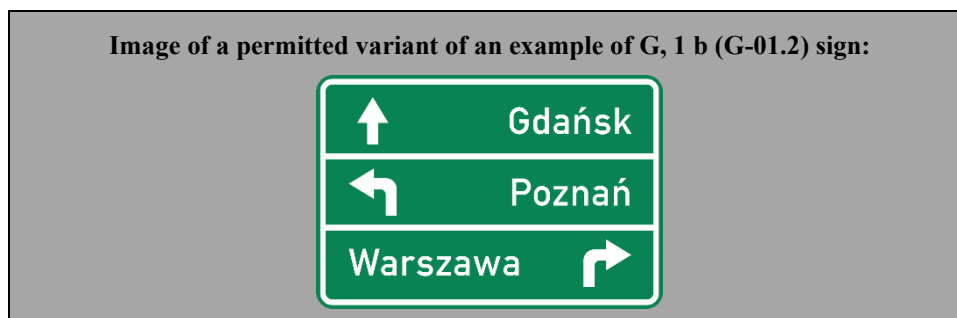 Image of a permitted variant of an example of G, 1 b (G-01.2) sign:
Gdańsk
Poznań
Warszawa